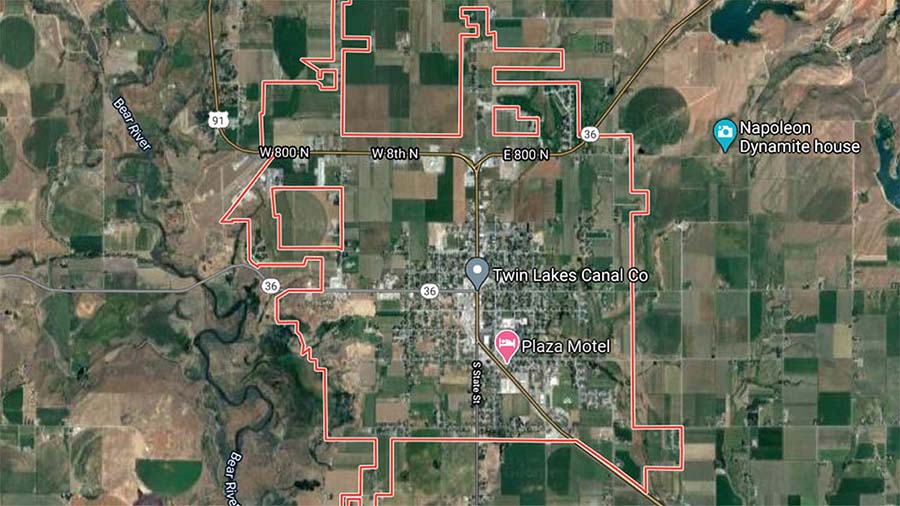 Bear River
91
W 800 N
W 8th N
E 800 N
36
Napoleon
Dynamite house
36
36
Twin Lakes Canal Co
Plaza Motel
S State St
Bear River